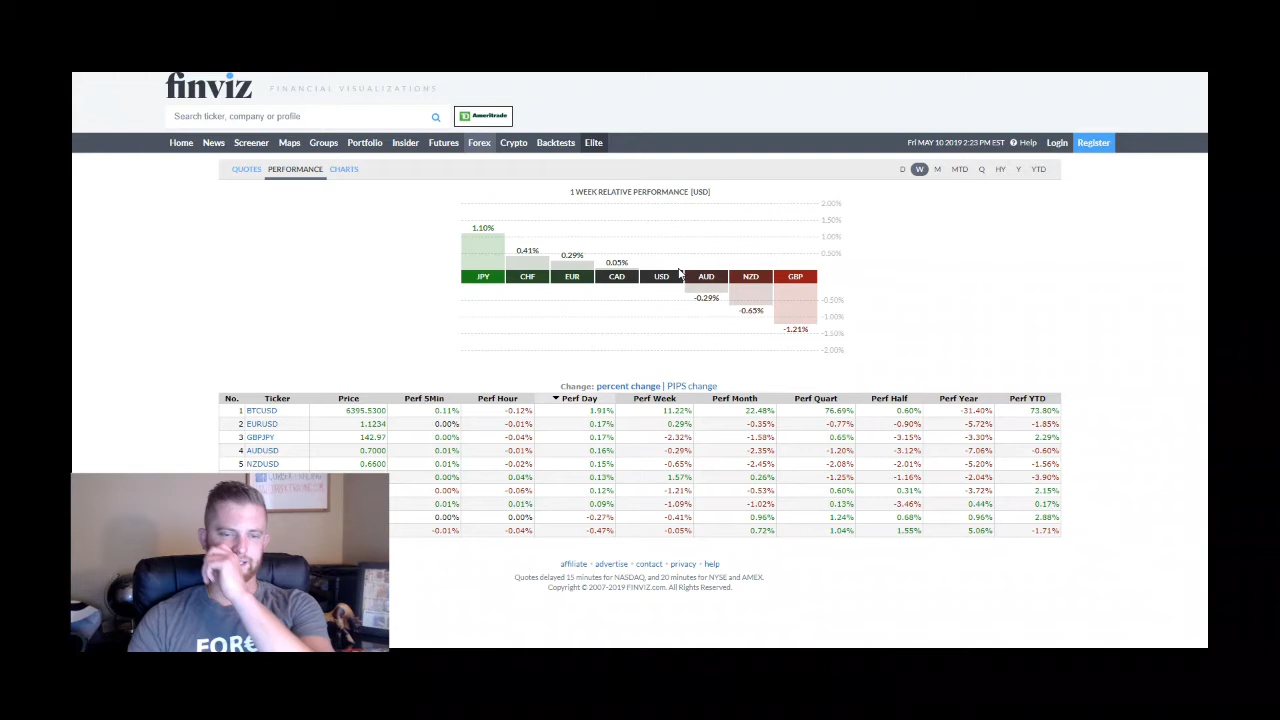 finviz FINANCIAL VISUALIZATIONS
Search ticker, company or profile
Ameritrade
Home News Screener Maps Groups Portfolio Insider Futures Forex Crypto Backtests Elite Fri MAY 10 2019 2:23 PM EST Help Login Register
QUOTES PERFORMANCE CHARTS D W M MTD Q HY Y YTD
1 WEEK RELATIVE PERFORMANCE [USD]
2.00%
1.50%
1.10% 1.00%
0.41% 0.29% 0.05% 0.50%
JPY CHF EUR CAD USD AUD NZD GBP
-0.29% -0.65% -1.21%
-0.50%
-1.00%
-1.50%
-2.00%
Change: percent change | PIPS change
No. Ticker Price Perf 5Min Perf Hour Perf Day Perf Week Perf Month Perf Quart Perf Half Perf Year Perf YTD
1 BTCUSD 6395.5300 0.11% -0.12% 1.91% 11.22% 22.48% 76.69% 0.60% -31.40% 73.80%
2 EURUSD 1.1234 0.00% -0.01% 0.17% 0.29% -0.35% -0.77% -0.90% -5.72% -1.85%
3 GBPJPY 142.97 0.00% -0.04% 0.17% -2.32% -1.58% 0.65% -3.15% -3.30% 2.29%
4 AUDUSD 0.7000 0.01% -0.01% 0.16% -0.29% -2.35% -1.20% -3.12% -7.06% -0.60%
5 NZDUSD 0.6600 0.01% -0.02% 0.15% -0.65% -2.45% -2.08% -2.01% -5.20% -1.56%
0.00% 0.04% 0.13% 1.57% 0.26% -1.25% -1.16% -2.04% -3.90%
0.00% -0.06% 0.12% -1.21% -0.53% 0.60% 0.31% -3.72% 2.15%
0.01% 0.01% 0.09% -1.09% -1.02% 0.13% -3.46% 0.44% 0.17%
0.00% 0.00% -0.27% -0.41% 0.96% 1.24% 0.68% 0.96% 2.88%
-0.01% -0.04% -0.47% -0.05% 0.72% 1.04% 1.55% 5.06% -1.71%
affiliate • advertise • contact • privacy • help
Quotes delayed 15 minutes for NASDAQ, and 20 minutes for NYSE and AMEX.
Copyright © 2007-2019 FINVIZ.com. All Rights Reserved.